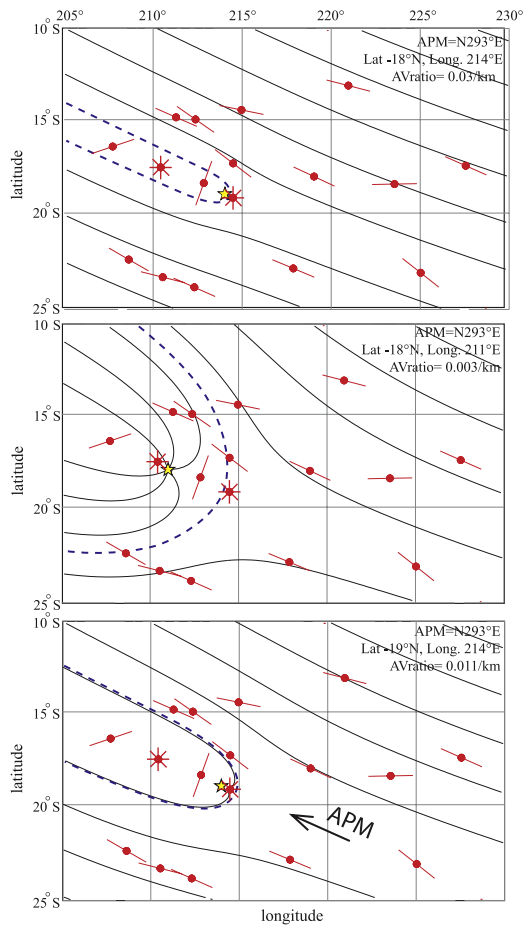 205° 210° 215° 220° 225° 230°
10° S
APM=N293°E
Lat -18°N, Long. 214°E
AVratio= 0.03/km
15° S
latitude
20° S
25° S
10° S
APM=N293°E
Lat -18°N, Long. 211°E
AVratio= 0.003/km
15° S
latitude
20° S
25° S
10° S
APM=N293°E
Lat -19°N, Long. 214°E
AVratio= 0.011/km
15° S
latitude
20° S
APM
25° S
longitude